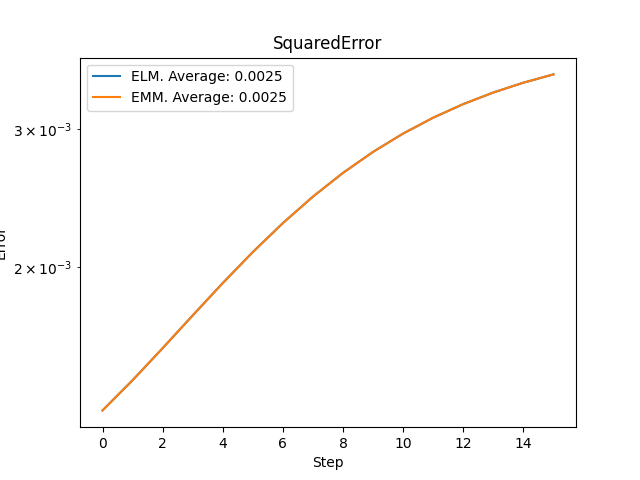 SquaredError
ELM. Average: 0.0025
EMM. Average: 0.0025
3 × 10⁻³
2 × 10⁻³
Error
0 2 4 6 8 10 12 14
Step